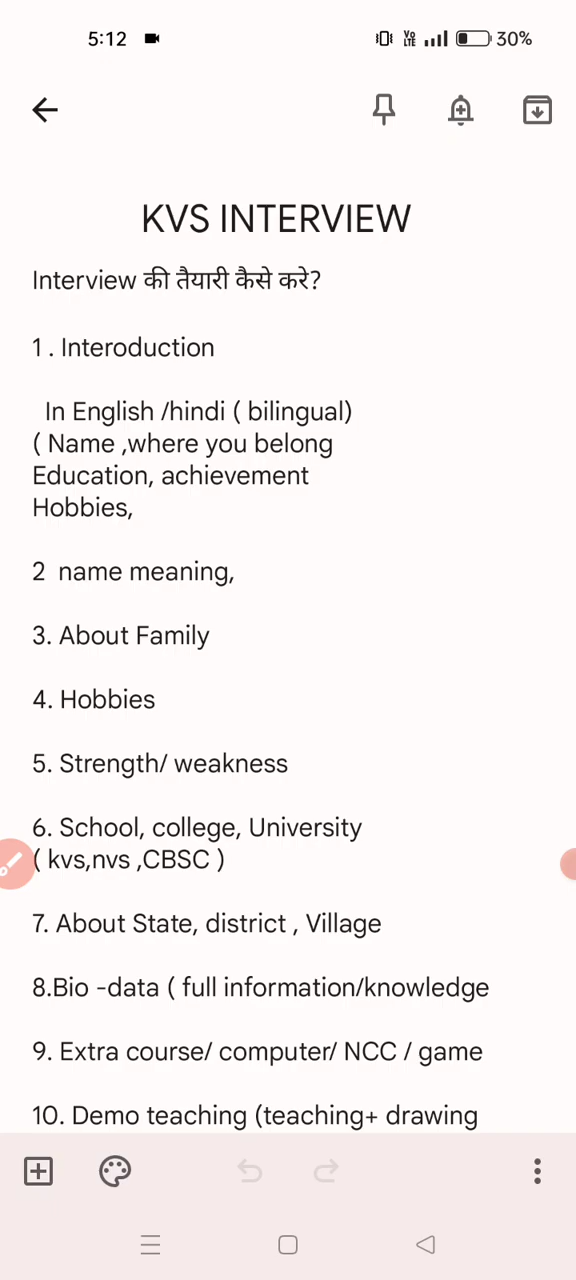 5:12
Vo LTE
30%
KVS INTERVIEW
Interview की तैयारी कैसे करे?
1 . Interoduction
In English /hindi ( bilingual)
( Name ,where you belong
Education, achievement
Hobbies,
2 name meaning,
3. About Family
4. Hobbies
5. Strength/ weakness
6. School, college, University
( kvs,nvs ,CBSC )
7. About State, district , Village
8.Bio -data ( full information/knowledge
9. Extra course/ computer/ NCC / game
10. Demo teaching (teaching+ drawing